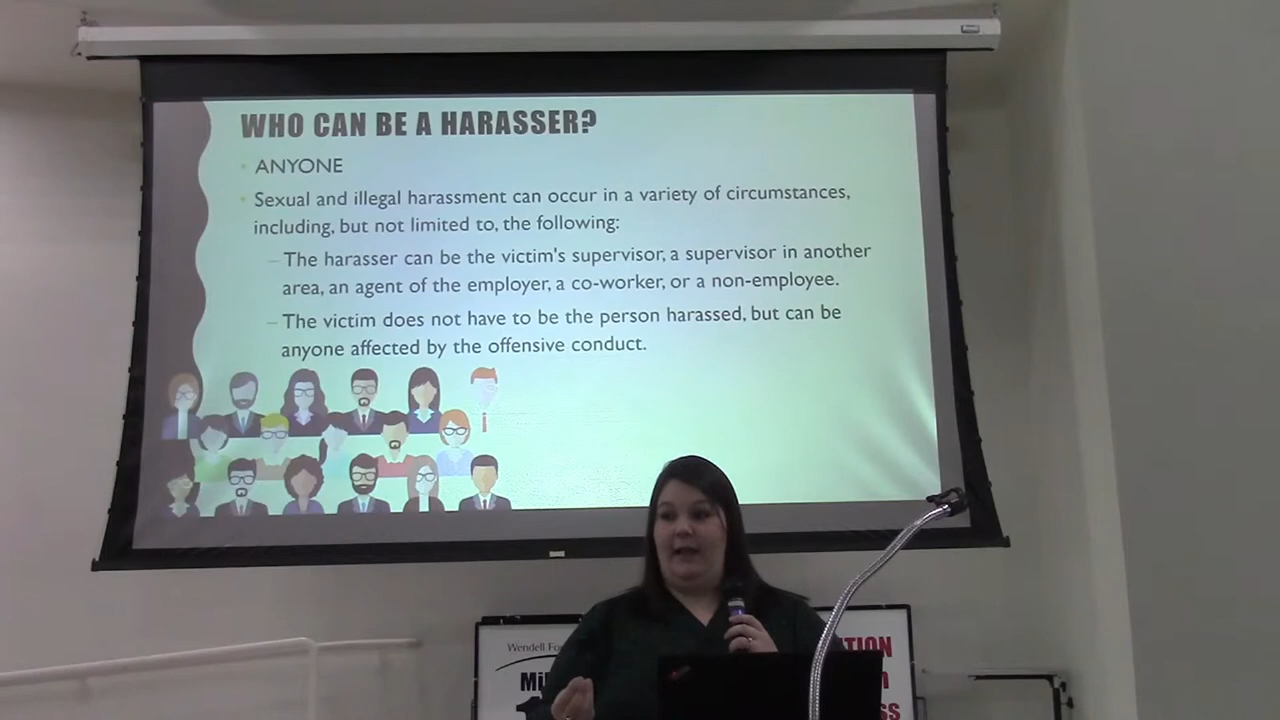 WHO CAN BE A HARASSER?
ANYONE
Sexual and illegal harassment can occur in a variety of circumstances,
including, but not limited to, the following:
The harasser can be the victim's supervisor, a supervisor in another
area, an agent of the employer, a co-worker, or a non-employee.
The victim does not have to be the person harassed, but can be
anyone affected by the offensive conduct.
Wendell